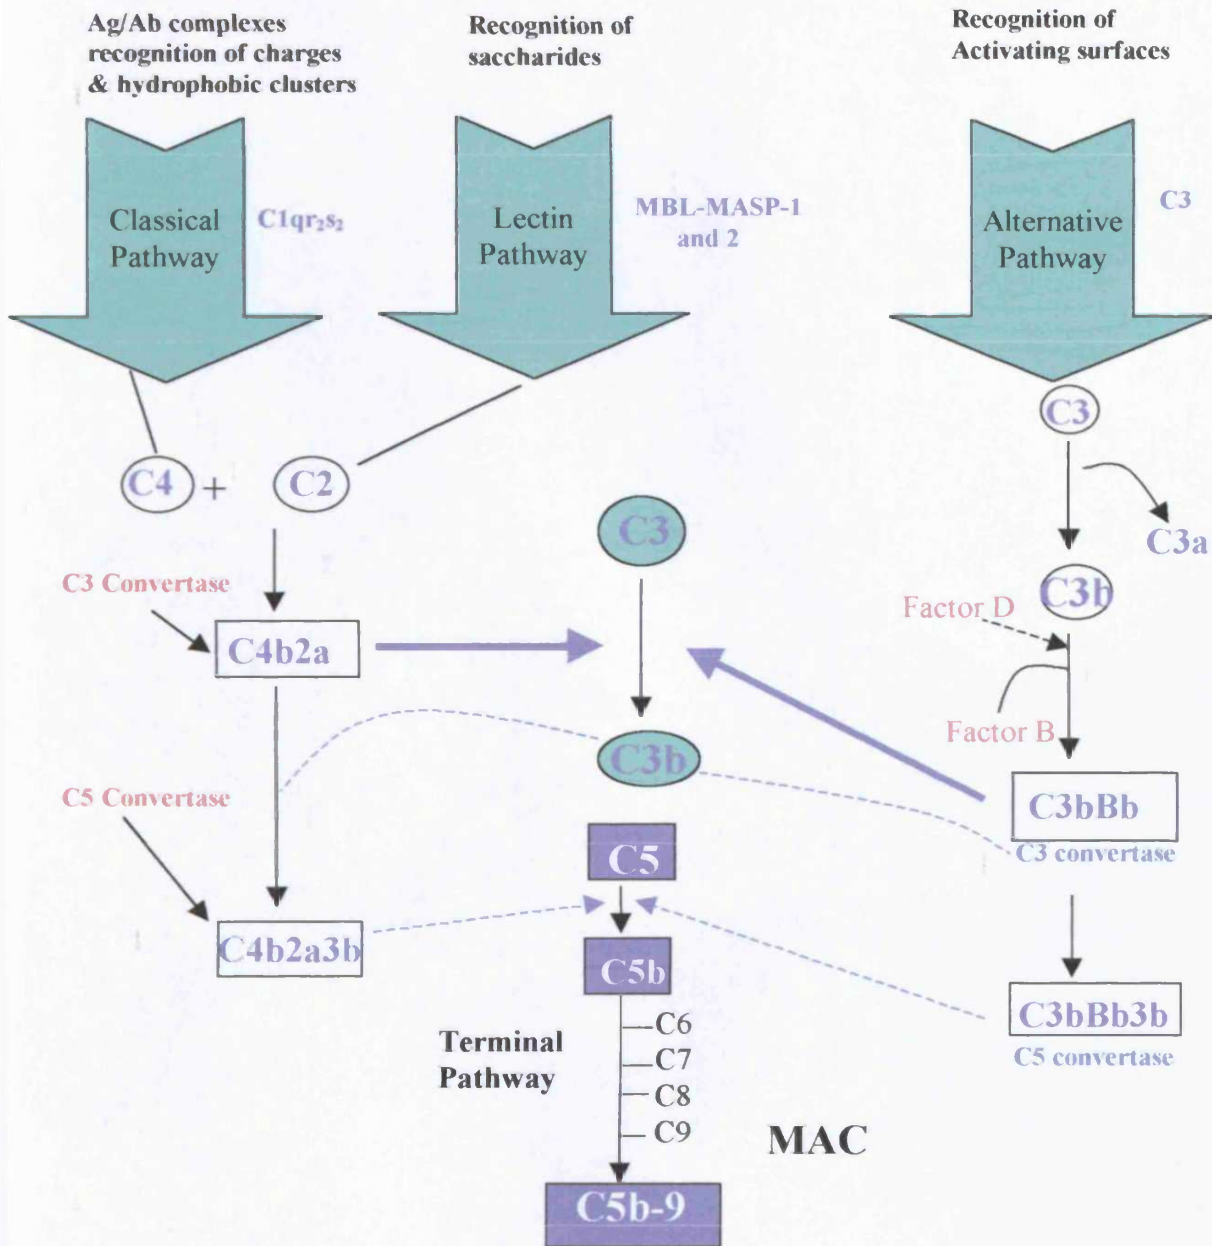 Ag/Ab complexes
recognition of charges
& hydrophobic clusters
Recognition of
saccharides
Recognition of
Activating surfaces
Classical
Pathway
C1qr₂s₂
Lectin
Pathway
MBL-MASP-1
and 2
Alternative
Pathway
C3
C3
C4 + C2
C3
C3a
C3b
C3 Convertase
Factor D
C4b2a
Factor B
C3b
C5 Convertase
C3bBb
C3 convertase
C5
C4b2a3b
C5b
C3bBb3b
C5 convertase
Terminal
Pathway
C6
C7
C8
C9
MAC
C5b-9